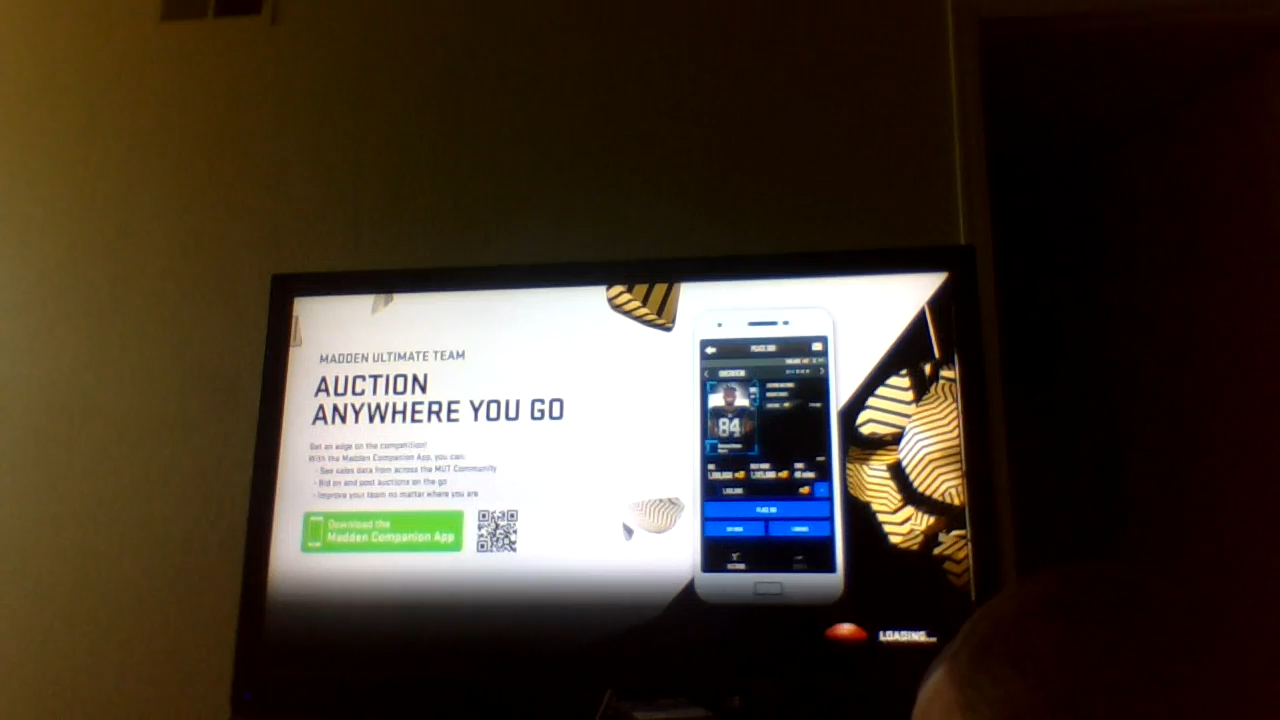 MADDEN ULTIMATE TEAM
AUCTION
ANYWHERE YOU GO
Get an edge on the competition!
With the Madden Companion App, you can:
- See sales data from across the MUT Community
- Bid on and post auctions on the go
- Improve your team no matter where you are
Download the
Madden Companion App
PLACE BID
84
PLACE BID
LOADING...